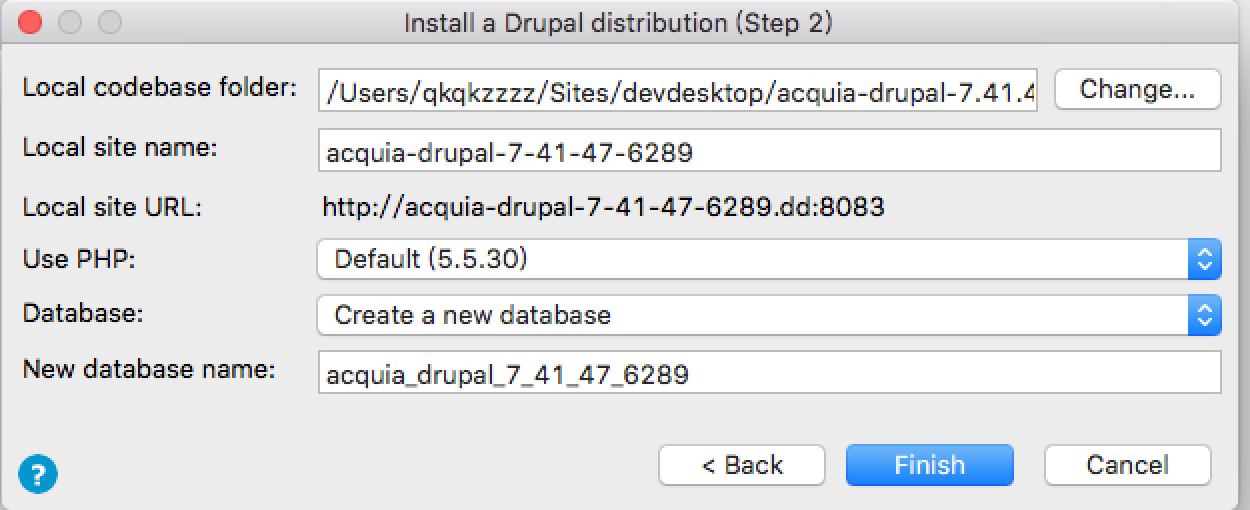 Install a Drupal distribution (Step 2)
Local codebase folder: /Users/qkqkzzzz/Sites/devdesktop/acquia-drupal-7.41.4 Change...
Local site name: acquia-drupal-7-41-47-6289
Local site URL: http://acquia-drupal-7-41-47-6289.dd:8083
Use PHP: Default (5.5.30)
Database: Create a new database
New database name: acquia_drupal_7_41_47_6289
? < Back Finish Cancel